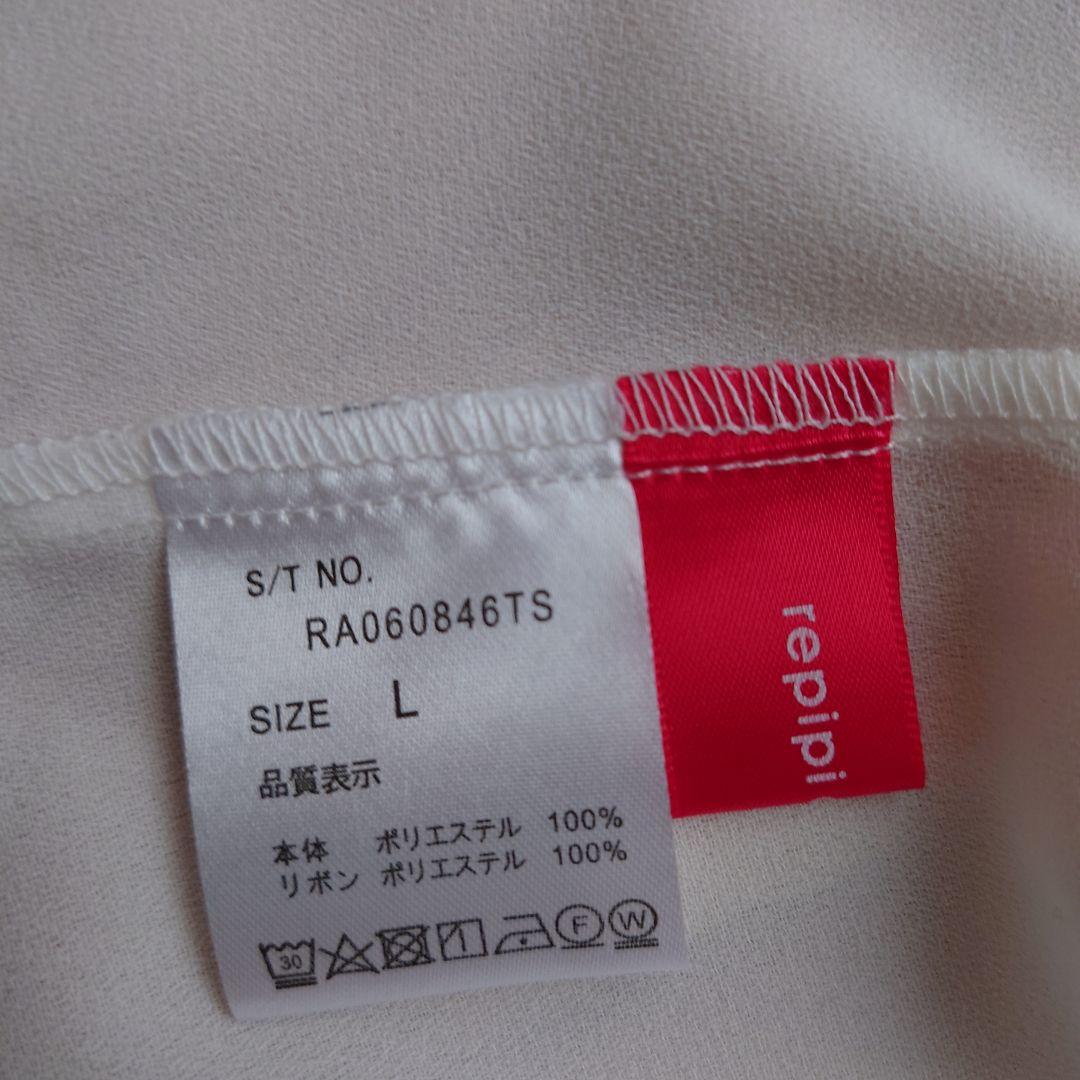 S/T NO.
RA060846TS
SIZE L
品質表示
本体 ポリエステル 100%
リボン ポリエステル 100%
30 F W
repipi